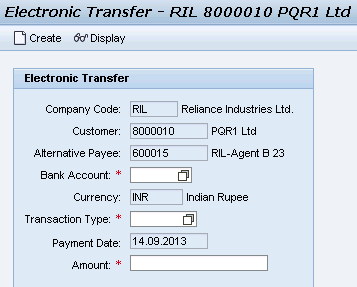 Electronic Transfer - RIL 8000010 PQR1 Ltd
Create Display
Electronic Transfer
Company Code: RIL Reliance Industries Ltd.
Customer: 8000010 PQR1 Ltd
Alternative Payee: 600015 RIL-Agent B 23
Bank Account: *
Currency: INR Indian Rupee
Transaction Type: *
Payment Date: 14.09.2013
Amount: *